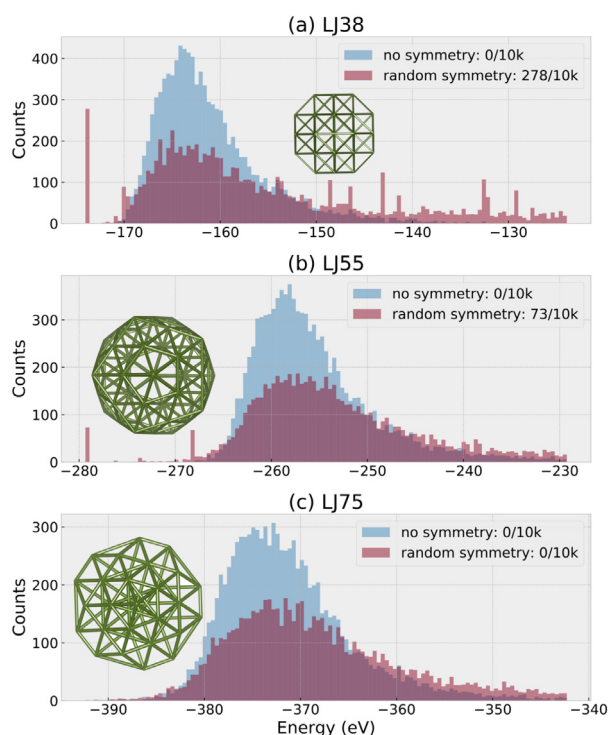 (a) LJ38
no symmetry: 0/10k
random symmetry: 278/10k
Counts
400
300
200
100
0
−170 −160 −150 −140 −130
(b) LJ55
no symmetry: 0/10k
random symmetry: 73/10k
Counts
300
200
100
0
−280 −270 −260 −250 −240 −230
(c) LJ75
no symmetry: 0/10k
random symmetry: 0/10k
Counts
300
200
100
0
−390 −380 −370 −360 −350 −340
Energy (eV)